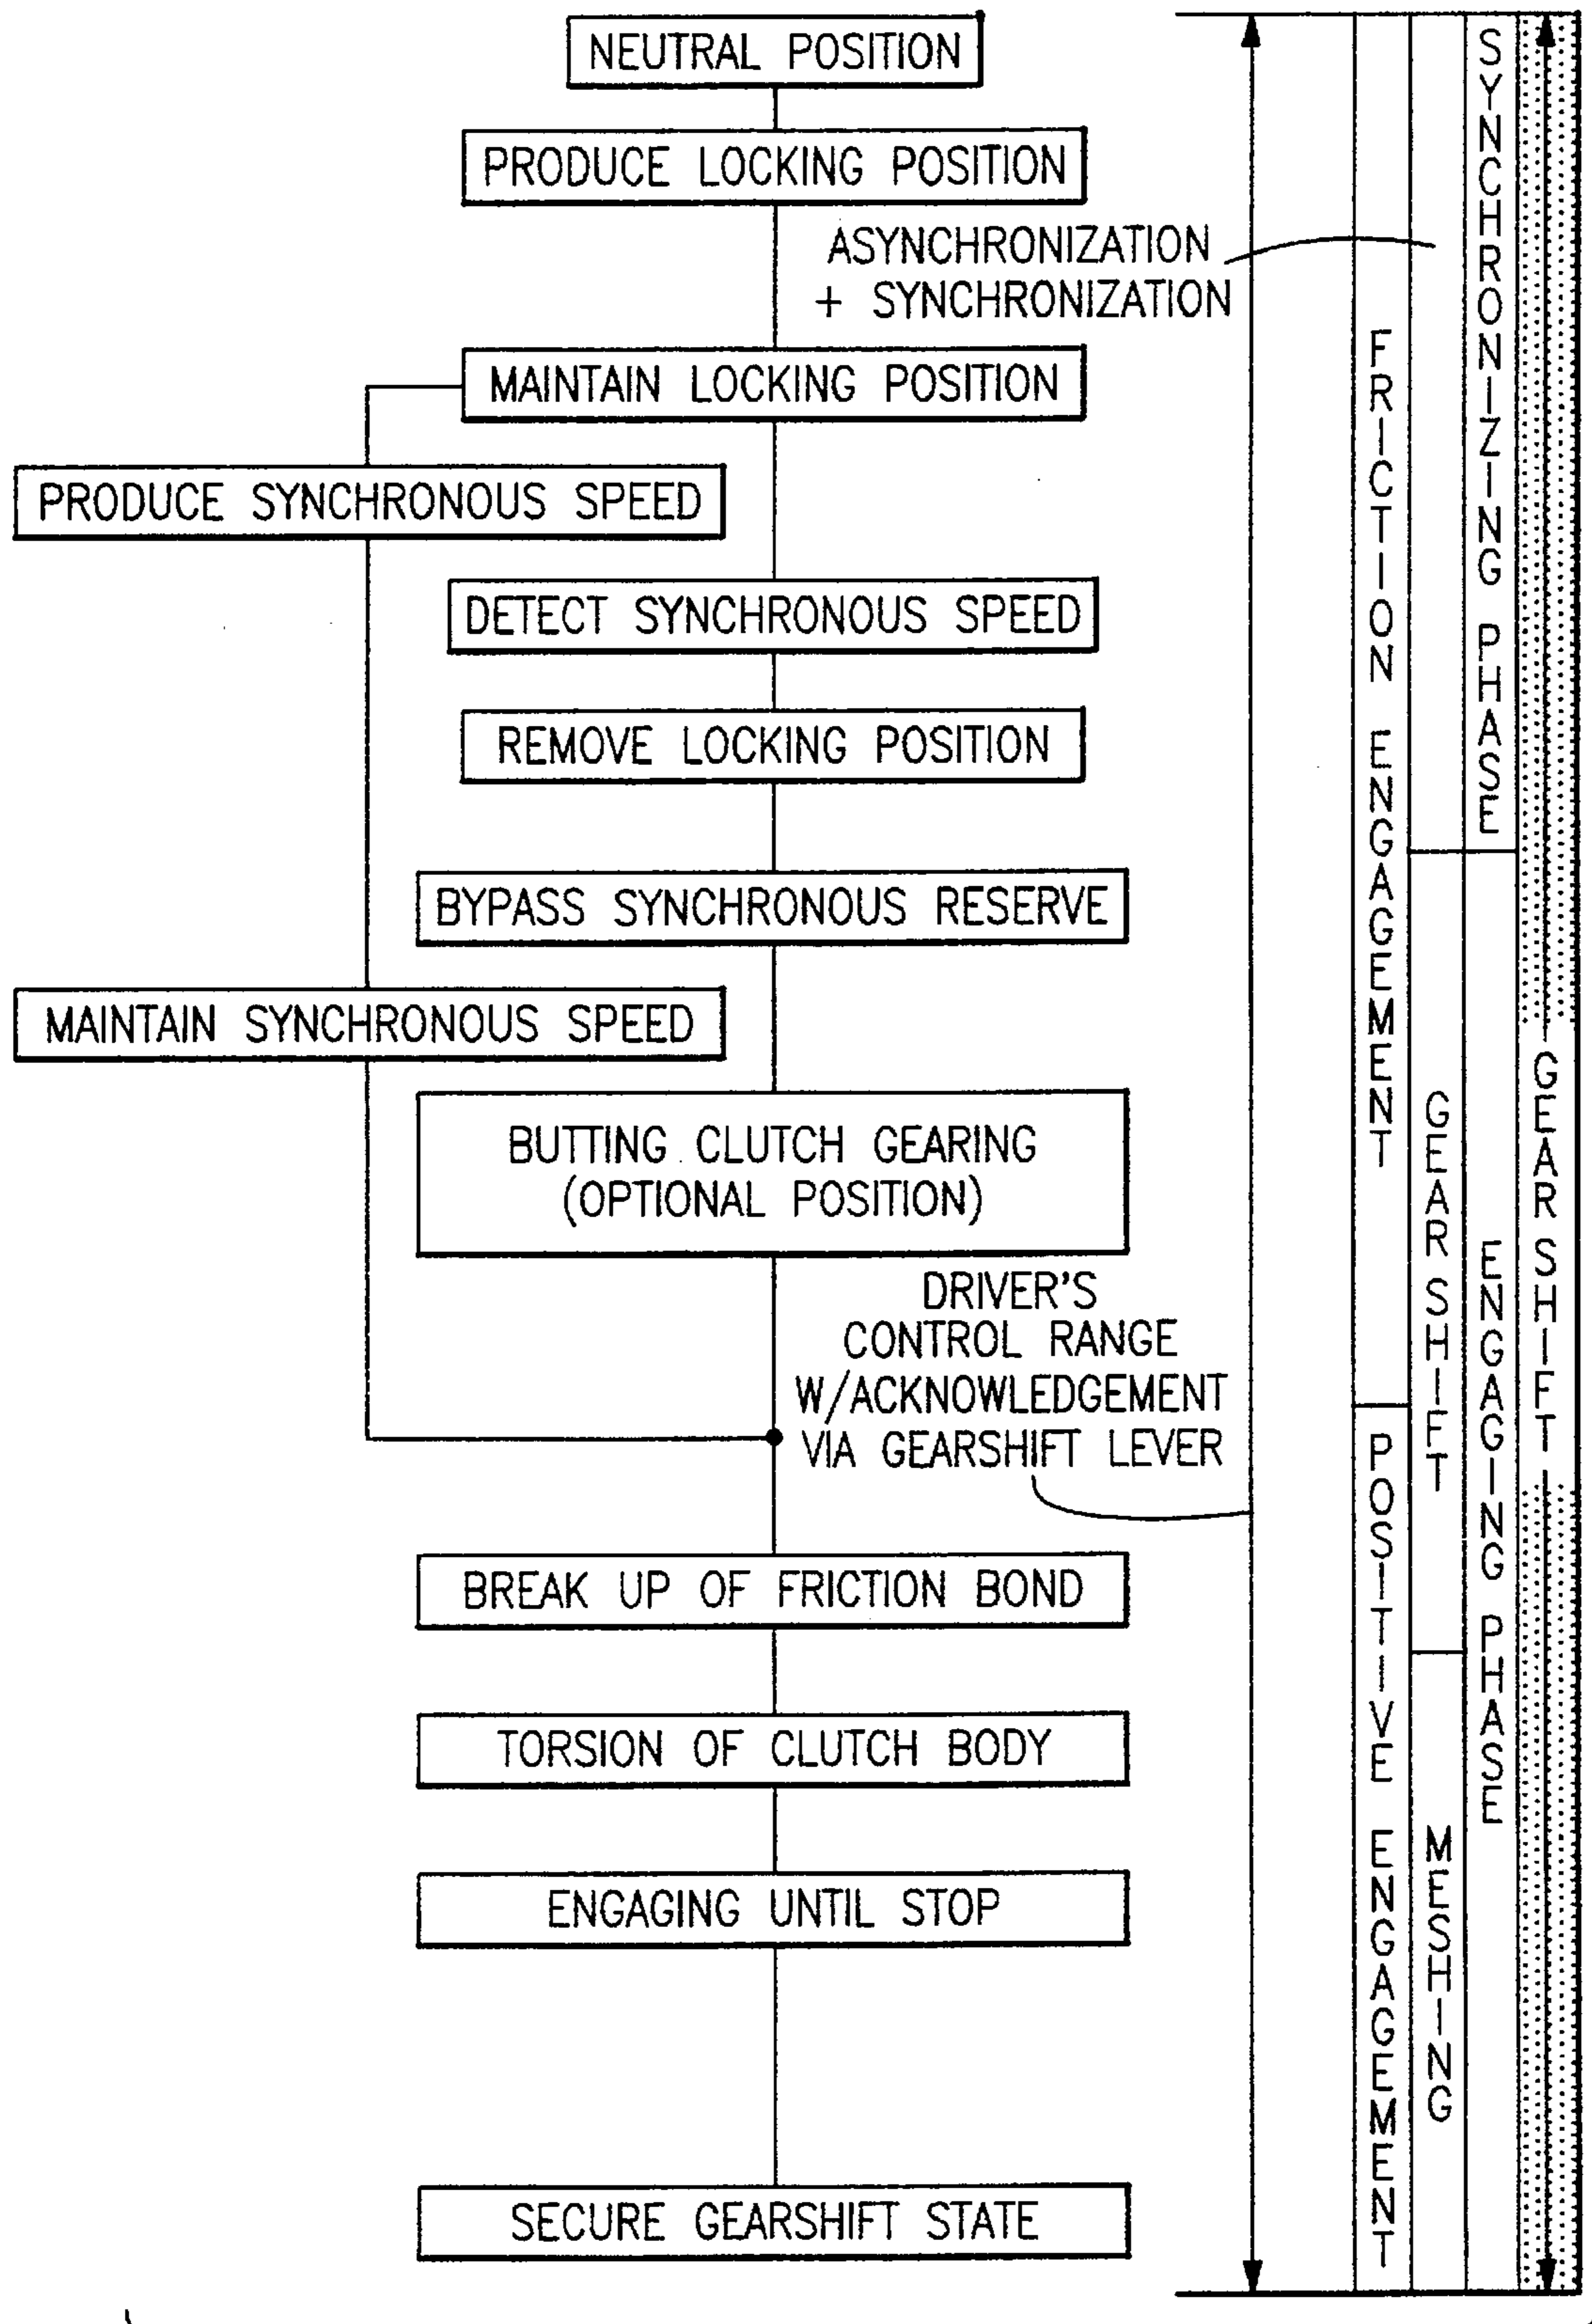 NEUTRAL POSITION
PRODUCE LOCKING POSITION
ASYNCHRONIZATION
+ SYNCHRONIZATION
MAINTAIN LOCKING POSITION
PRODUCE SYNCHRONOUS SPEED
DETECT SYNCHRONOUS SPEED
REMOVE LOCKING POSITION
BYPASS SYNCHRONOUS RESERVE
MAINTAIN SYNCHRONOUS SPEED
BUTTING CLUTCH GEARING
(OPTIONAL POSITION)
DRIVER'S
CONTROL RANGE
W/ACKNOWLEDGEMENT
VIA GEARSHIFT LEVER
BREAK UP OF FRICTION BOND
TORSION OF CLUTCH BODY
ENGAGING UNTIL STOP
SECURE GEARSHIFT STATE
FRICTION ENGAGEMENT
POSITIVE ENGAGEMENT
GEAR SHIFT
MESHING
SYNCHRONIZING PHASE
ENGAGING PHASE
GEAR SHIFT